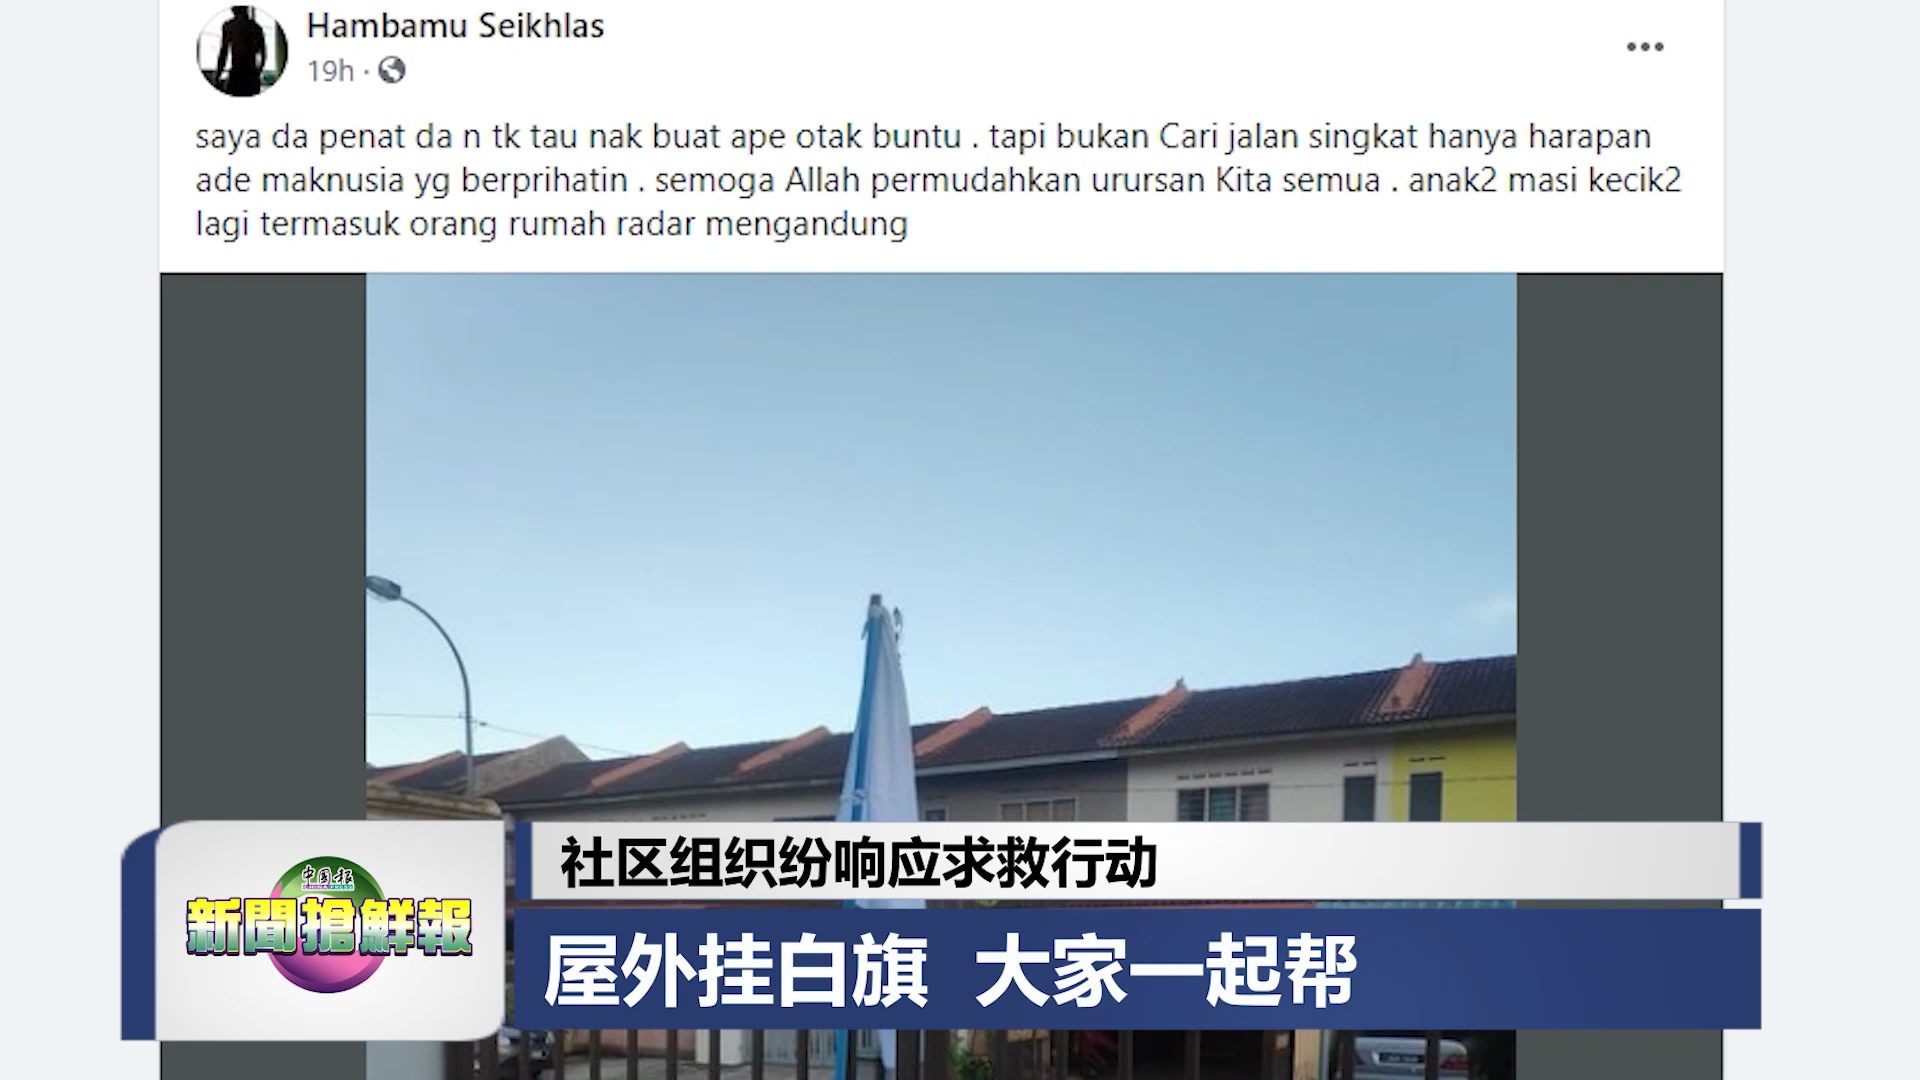 Hambamu Seikhlas
19h ·
saya da penat da n tk tau nak buat ape otak buntu . tapi bukan Cari jalan singkat hanya harapan
ade maknusia yg berprihatin . semoga Allah permudahkan urursan Kita semua . anak2 masi kecik2
lagi termasuk orang rumah radar mengandung
社区组织纷响应求救行动
中国报
CHINA PRESS
新聞搶鮮報
屋外挂白旗 大家一起帮